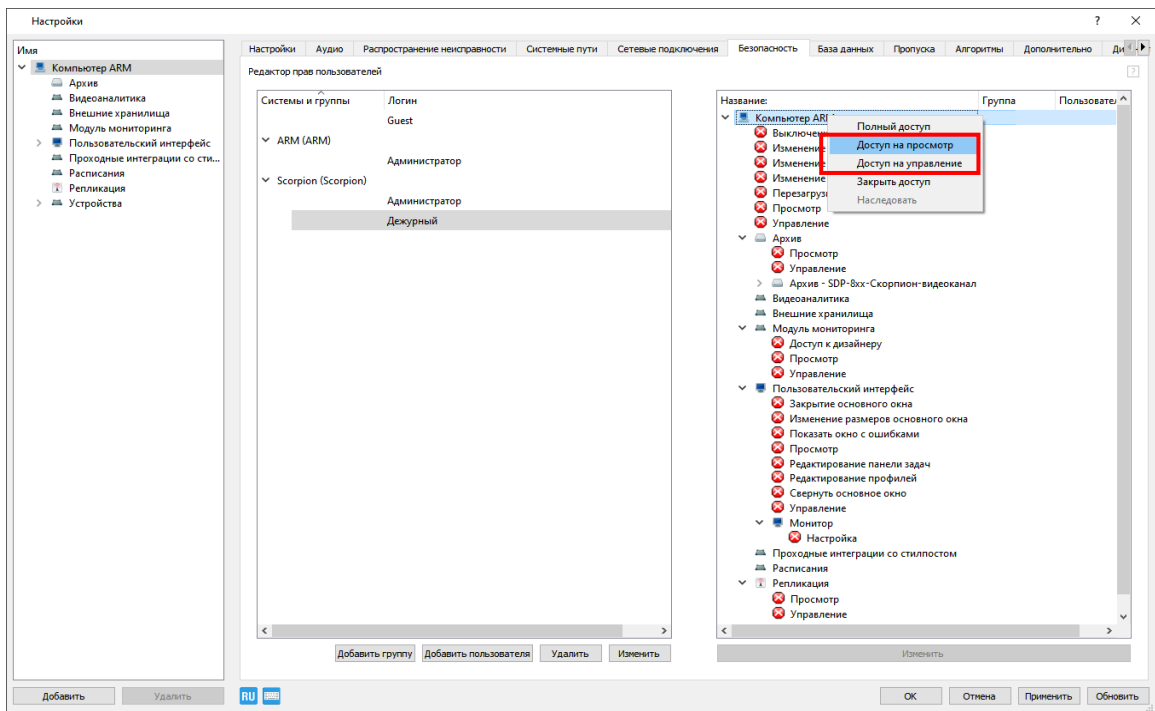 Настройки
?
Имя
Компьютер ARM
Архив
Видеоаналитика
Внешние хранилища
Модуль мониторинга
Пользовательский интерфейс
Проходные интеграции со сти...
Расписания
Репликация
Устройства
Добавить
Удалить
Настройки Аудио Распространение неисправности Системные пути Сетевые подключения Безопасность База данных Пропуска Алгоритмы Дополнительно Ди
Редактор прав пользователей
?
Системы и группы Логин
Guest
ARM (ARM)
Администратор
Scorpion (Scorpion)
Администратор
Дежурный
Добавить группу Добавить пользователя Удалить Изменить
Название: Группа Пользовател
Компьютер
Изменение
Изменение
Просмотр
Управление
Архив
Просмотр
Управление
Архив - SDP-8xx-Скорпион-видеоканал
Видеоаналитика
Внешние хранилища
Модуль мониторинга
Доступ к дизайнеру
Просмотр
Управление
Пользовательский интерфейс
Закрытие основного окна
Изменение размеров основного окна
Показать окно с ошибками
Просмотр
Редактирование панели задач
Редактирование профилей
Свернуть основное окно
Управление
Монитор
Настройка
Проходные интеграции со стилпостом
Расписания
Репликация
Просмотр
Управление
Полный доступ
Доступ на просмотр
Доступ на управление
Закрыть доступ
Наследовать
Изменить
RU
OK Отмена Применить Обновить